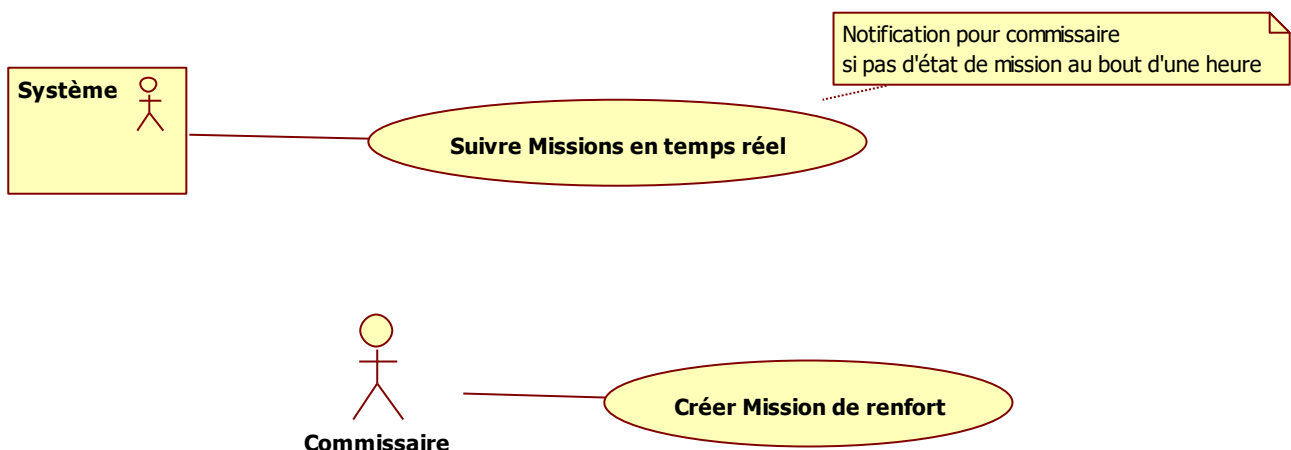 Notification pour commissaire
si pas d'état de mission au bout d'une heure
Système
Suivre Missions en temps réel
Créer Mission de renfort
Commissaire